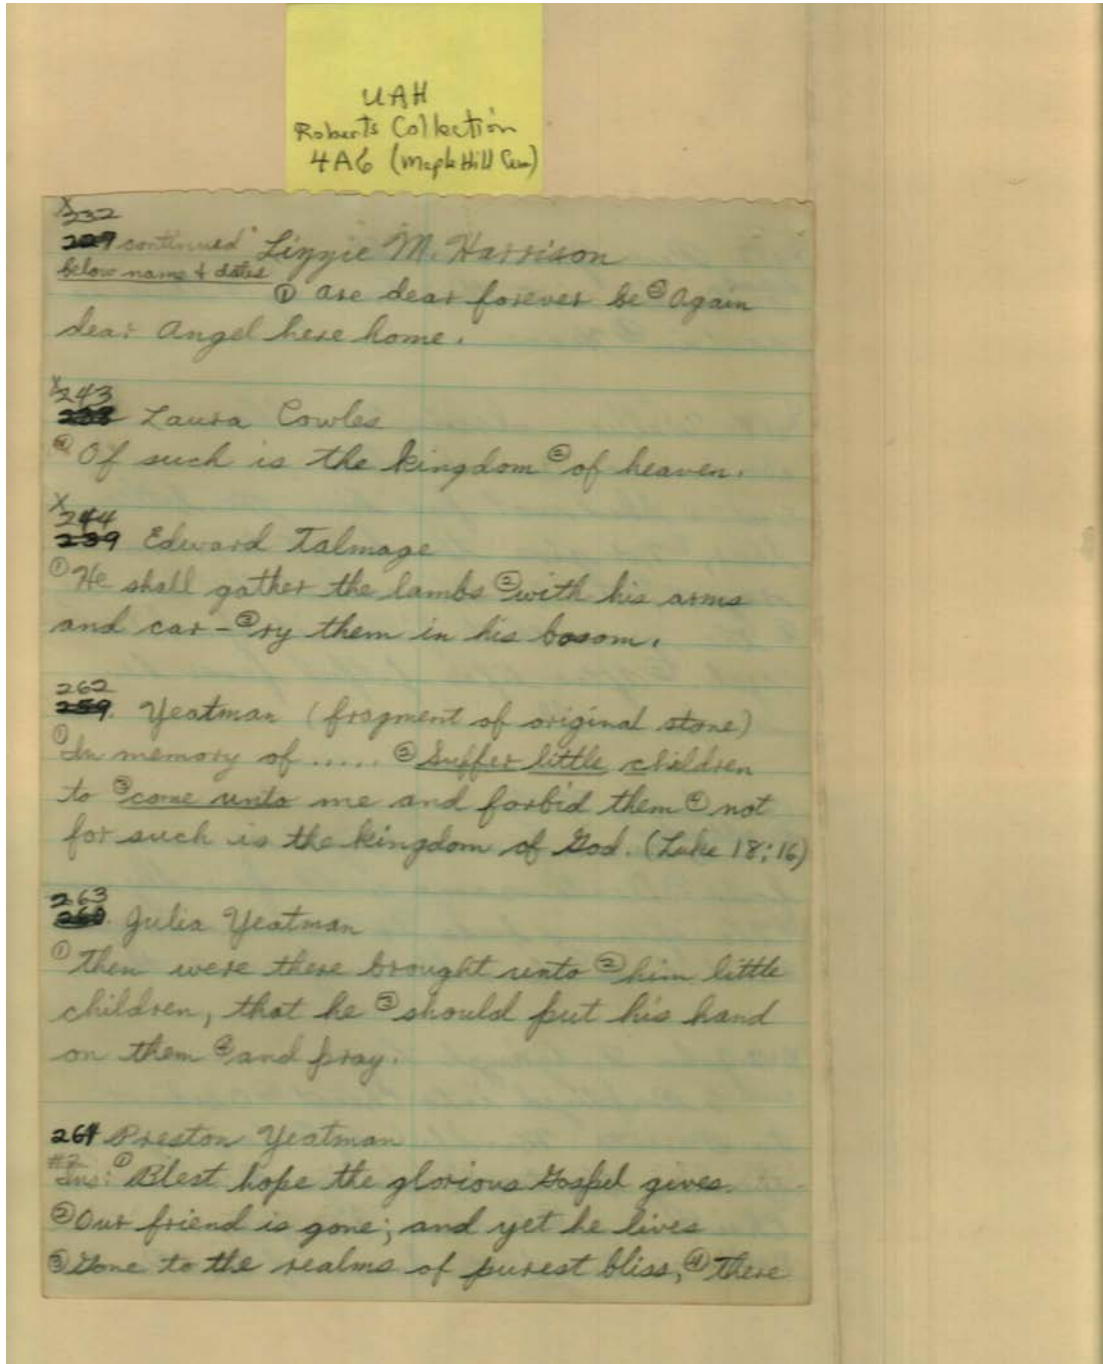 UAH
Roberts Collection
4A6 (Maple Hill Cem)
X
232
229 continued Lizzie M. Harrison
below name & dates
① are dear forever be ② Again
dear Angel here home.
X
243
238 Laura Cowles
Of such is the kingdom ② of heaven.
X
244
239 Edward Talmage
① He shall gather the lambs ② with his arms
and car- ③ ry them in his bosom.
262
259. Yeatman (fragment of original stone)
① In memory of ..... ② Suffer little children
to ③ come unto me and forbid them ④ not
for such is the kingdom of God. (Luke 18:16)
263
260. Julia Yeatman
① Then were there brought unto ② him little
children, that he ③ should put his hand
on them ④ and pray.
264 Preston Yeatman
#2
Ins: ① Blest hope the glorious Gospel gives.
② Our friend is gone; and yet he lives
③ Gone to the realms of purest bliss, ④ There